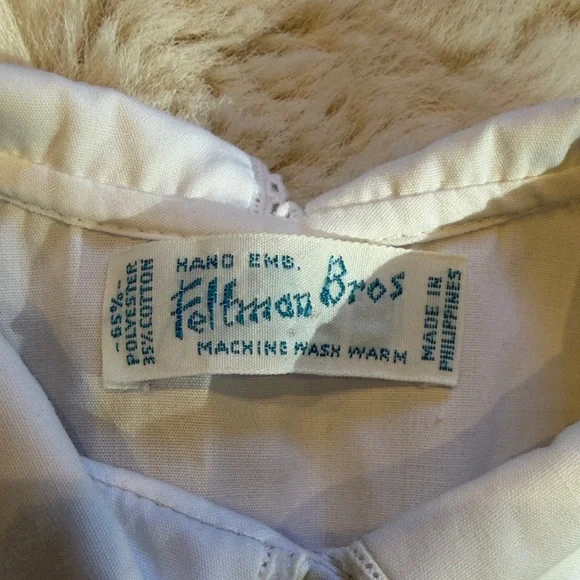 -65%-
POLYESTER
35% COTTON
HAND EMB.
Feltman Bros
MACHINE WASH WARM
MADE IN
PHILIPPINES